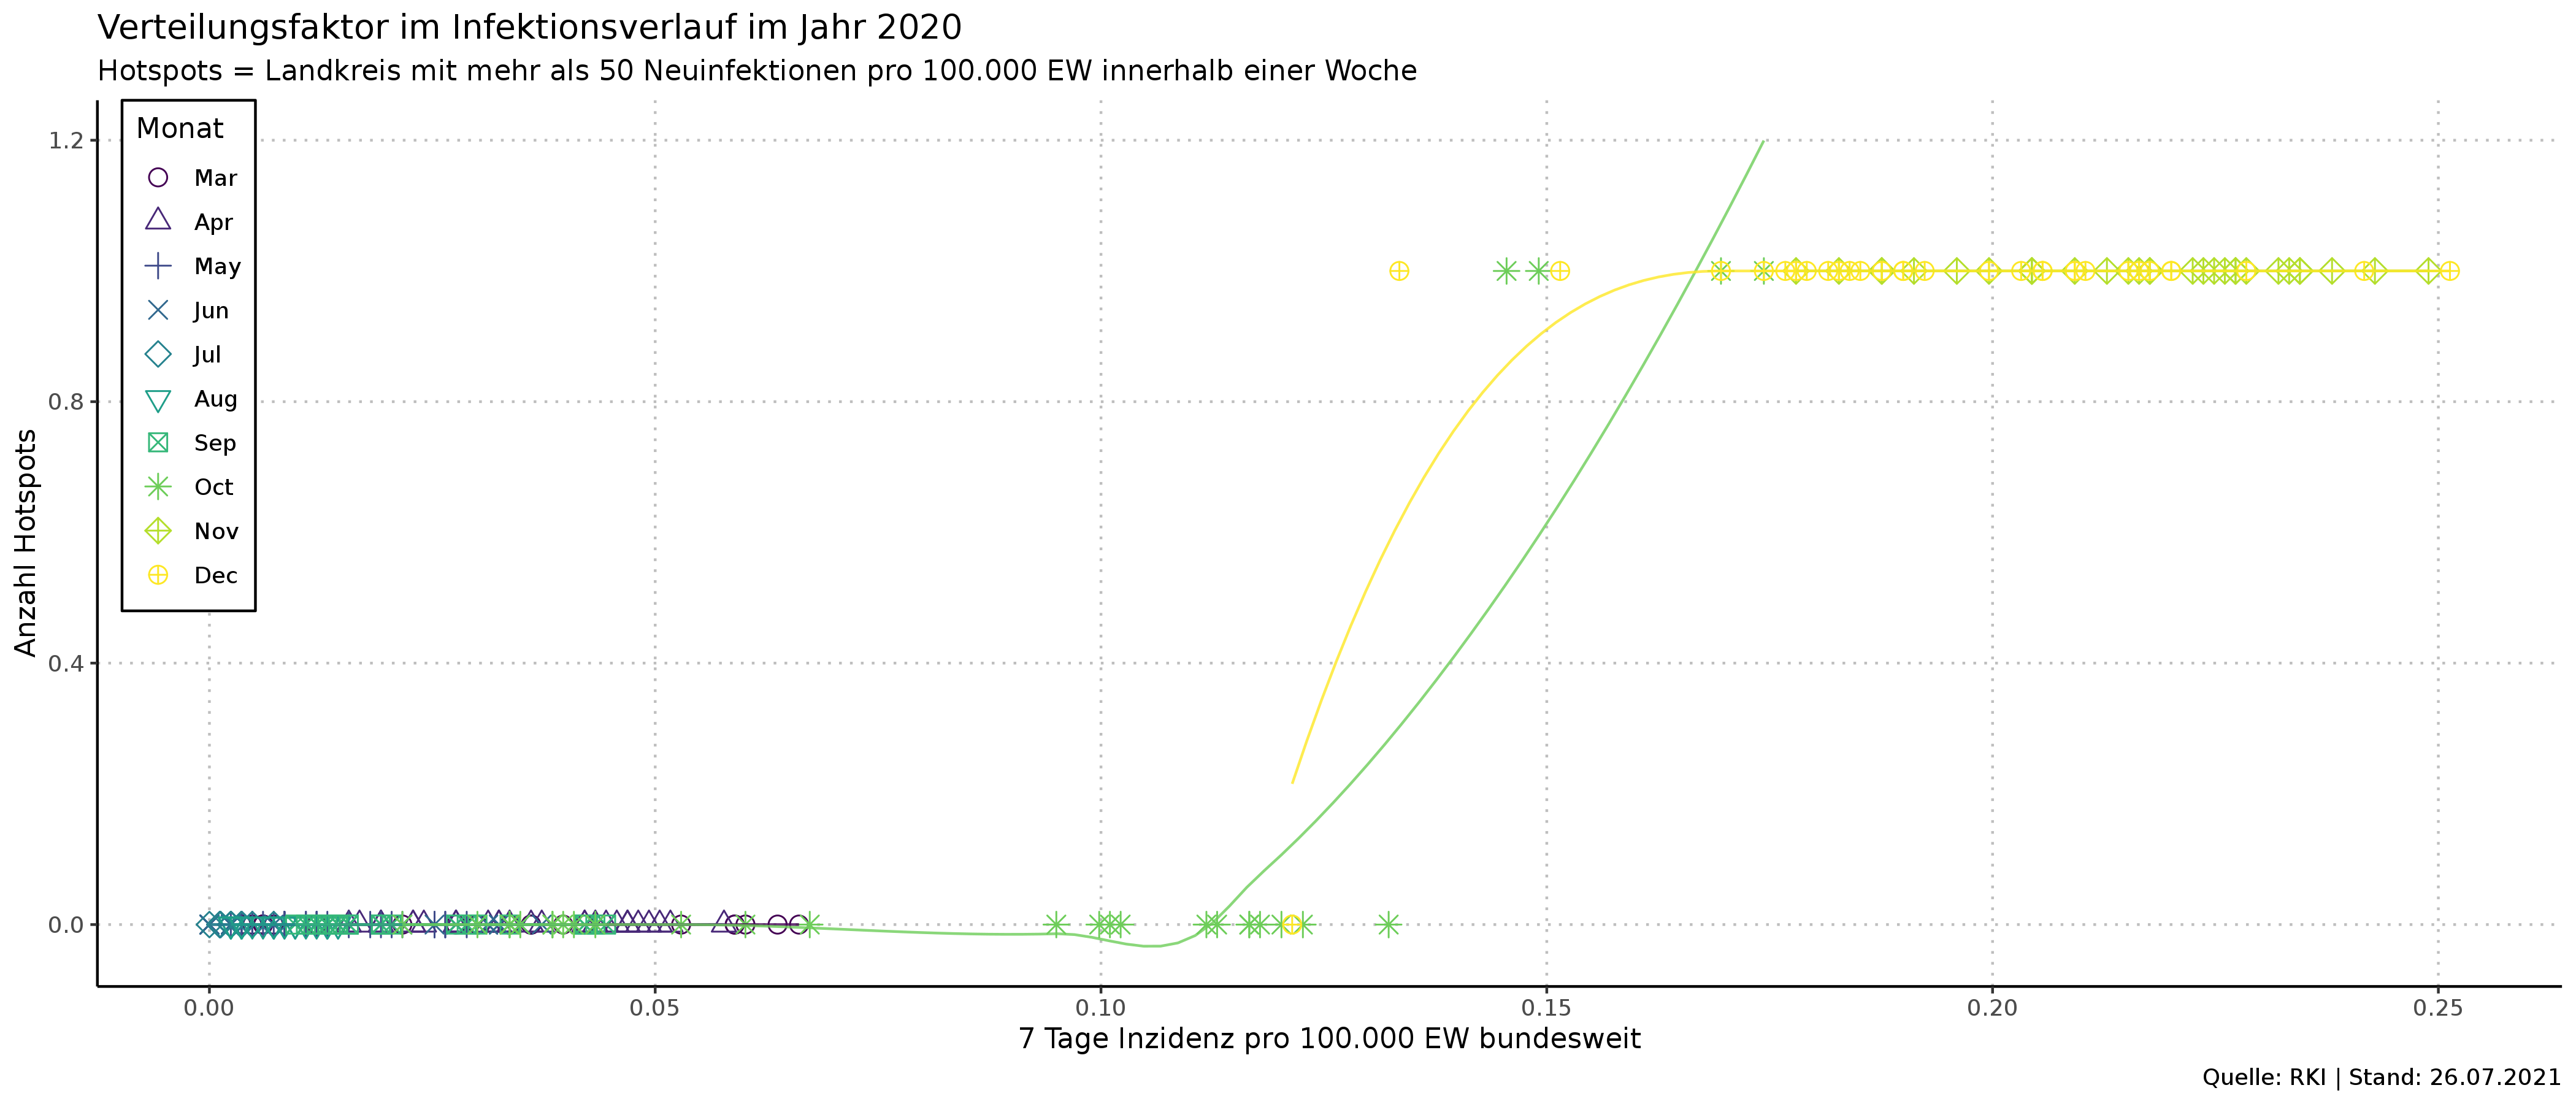 Verteilungsfaktor im Infektionsverlauf im Jahr 2020
Hotspots = Landkreis mit mehr als 50 Neuinfektionen pro 100.000 EW innerhalb einer Woche
Monat
Mar
Apr
May
Jun
Jul
Aug
Sep
Oct
Nov
Dec
Anzahl Hotspots
1.2
0.8
0.4
0.0
0.00
0.05
0.10
0.15
0.20
0.25
7 Tage Inzidenz pro 100.000 EW bundesweit
Quelle: RKI | Stand: 26.07.2021